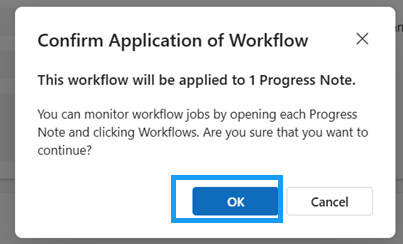 Confirm Application of Workflow
This workflow will be applied to 1 Progress Note.
You can monitor workflow jobs by opening each Progress
Note and clicking Workflows. Are you sure that you want to
continue?
OK
Cancel